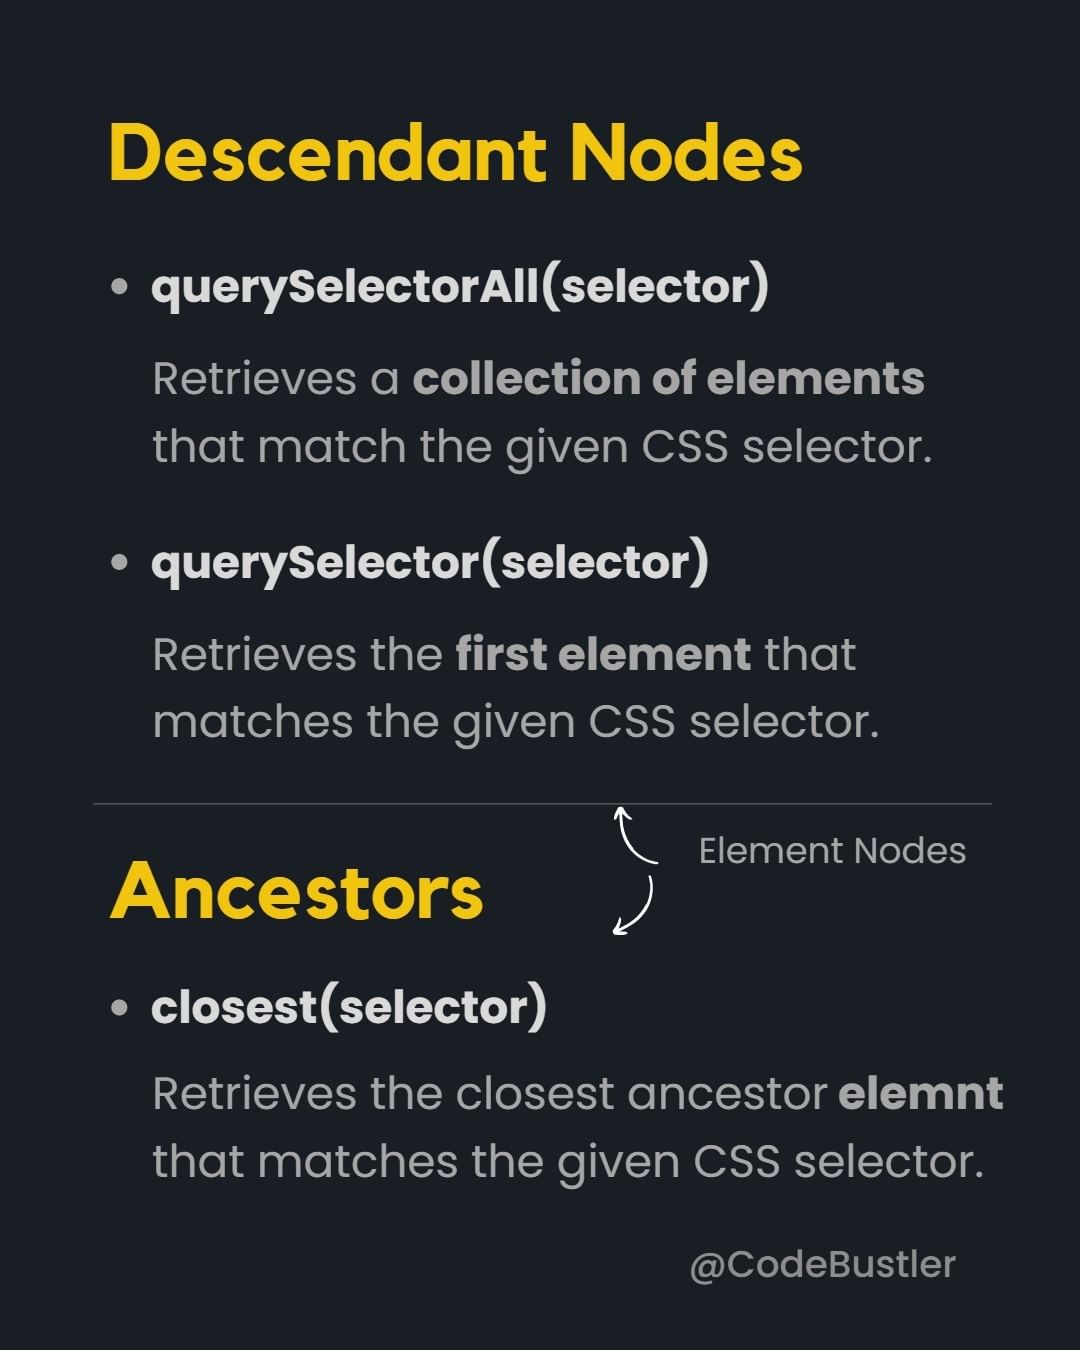 Descendant Nodes
• querySelectorAll(selector)
Retrieves a collection of elements
that match the given CSS selector.
• querySelector(selector)
Retrieves the first element that
matches the given CSS selector.
Element Nodes
Ancestors
• closest(selector)
Retrieves the closest ancestor elemnt
that matches the given CSS selector.
@CodeBustler